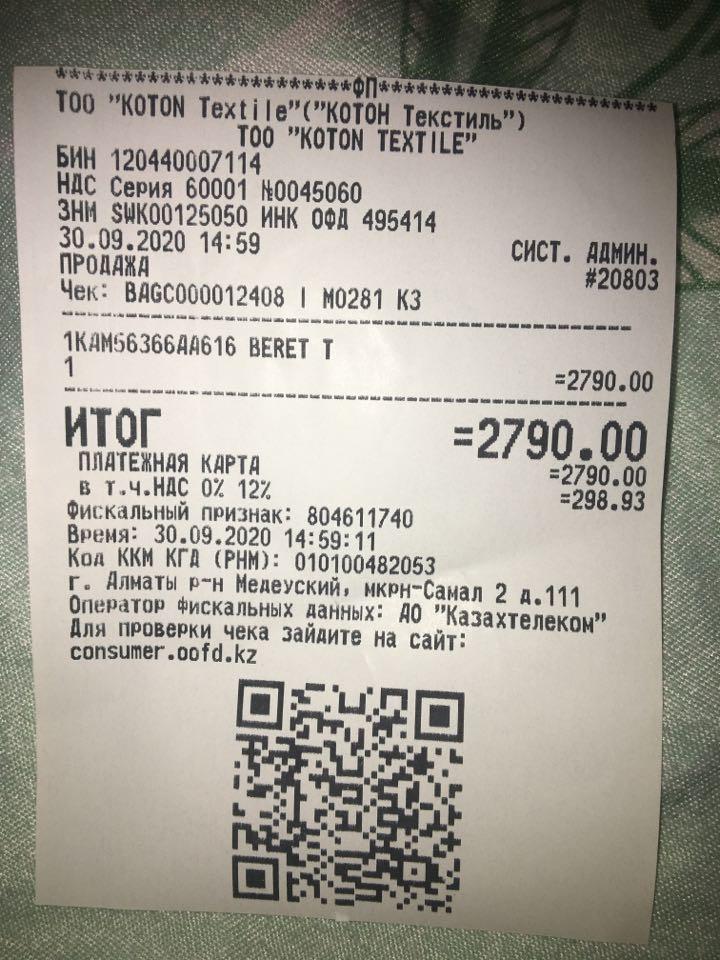 ***********************ФП***********************
ТОО "KOTON Textile"("КОТОН Текстиль")
ТОО "KOTON TEXTILE"
БИН 120440007114
НДС Серия 60001 №0045060
ЗНМ SWK00125050 ИНК ОФД 495414
30.09.2020 14:59 СИСТ. АДМИН.
ПРОДАЖА #20803
Чек: BAGC000012408 | M0281 K3
1KAM56366AA616 BERET T
1 =2790.00
ИТОГ =2790.00
ПЛАТЕЖНАЯ КАРТА =2790.00
в т.ч.НДС 0% 12% =298.93
Фискальный признак: 804611740
Время: 30.09.2020 14:59:11
Код ККМ КГД (РНМ): 010100482053
г. Алматы р-н Медеуский, мкрн-Самал 2 д.111
Оператор фискальных данных: АО "Казахтелеком"
Для проверки чека зайдите на сайт:
consumer.oofd.kz